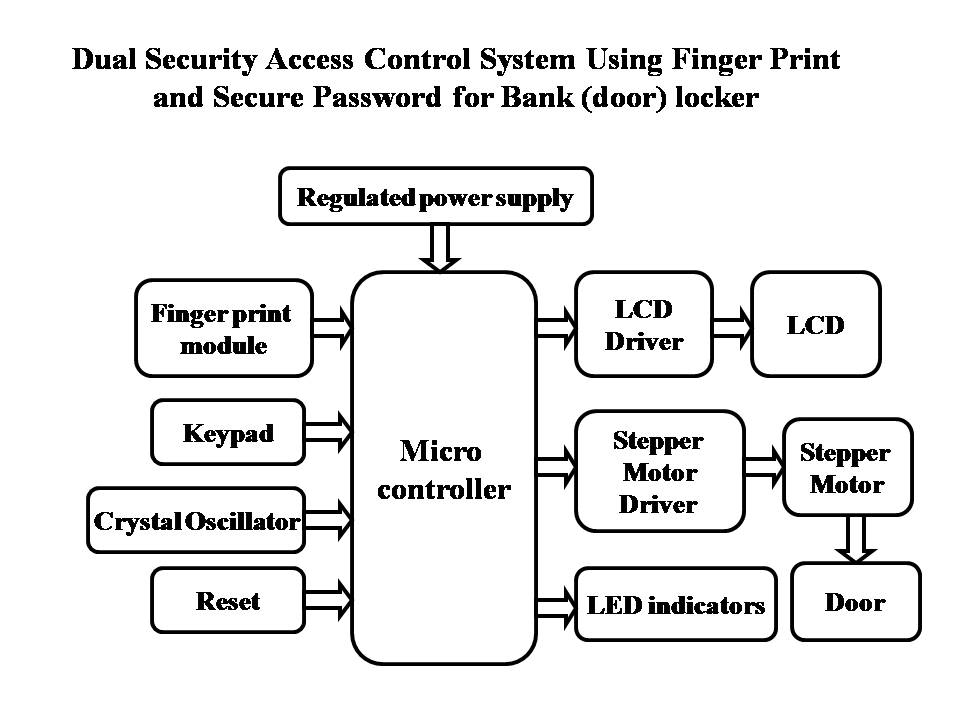 Dual Security Access Control System Using Finger Print
and Secure Password for Bank (door) locker
Regulated power supply
Finger print
module
LCD
Driver
LCD
Keypad
Micro
controller
Stepper
Motor
Driver
Stepper
Motor
Crystal Oscillator
Reset
LED indicators
Door